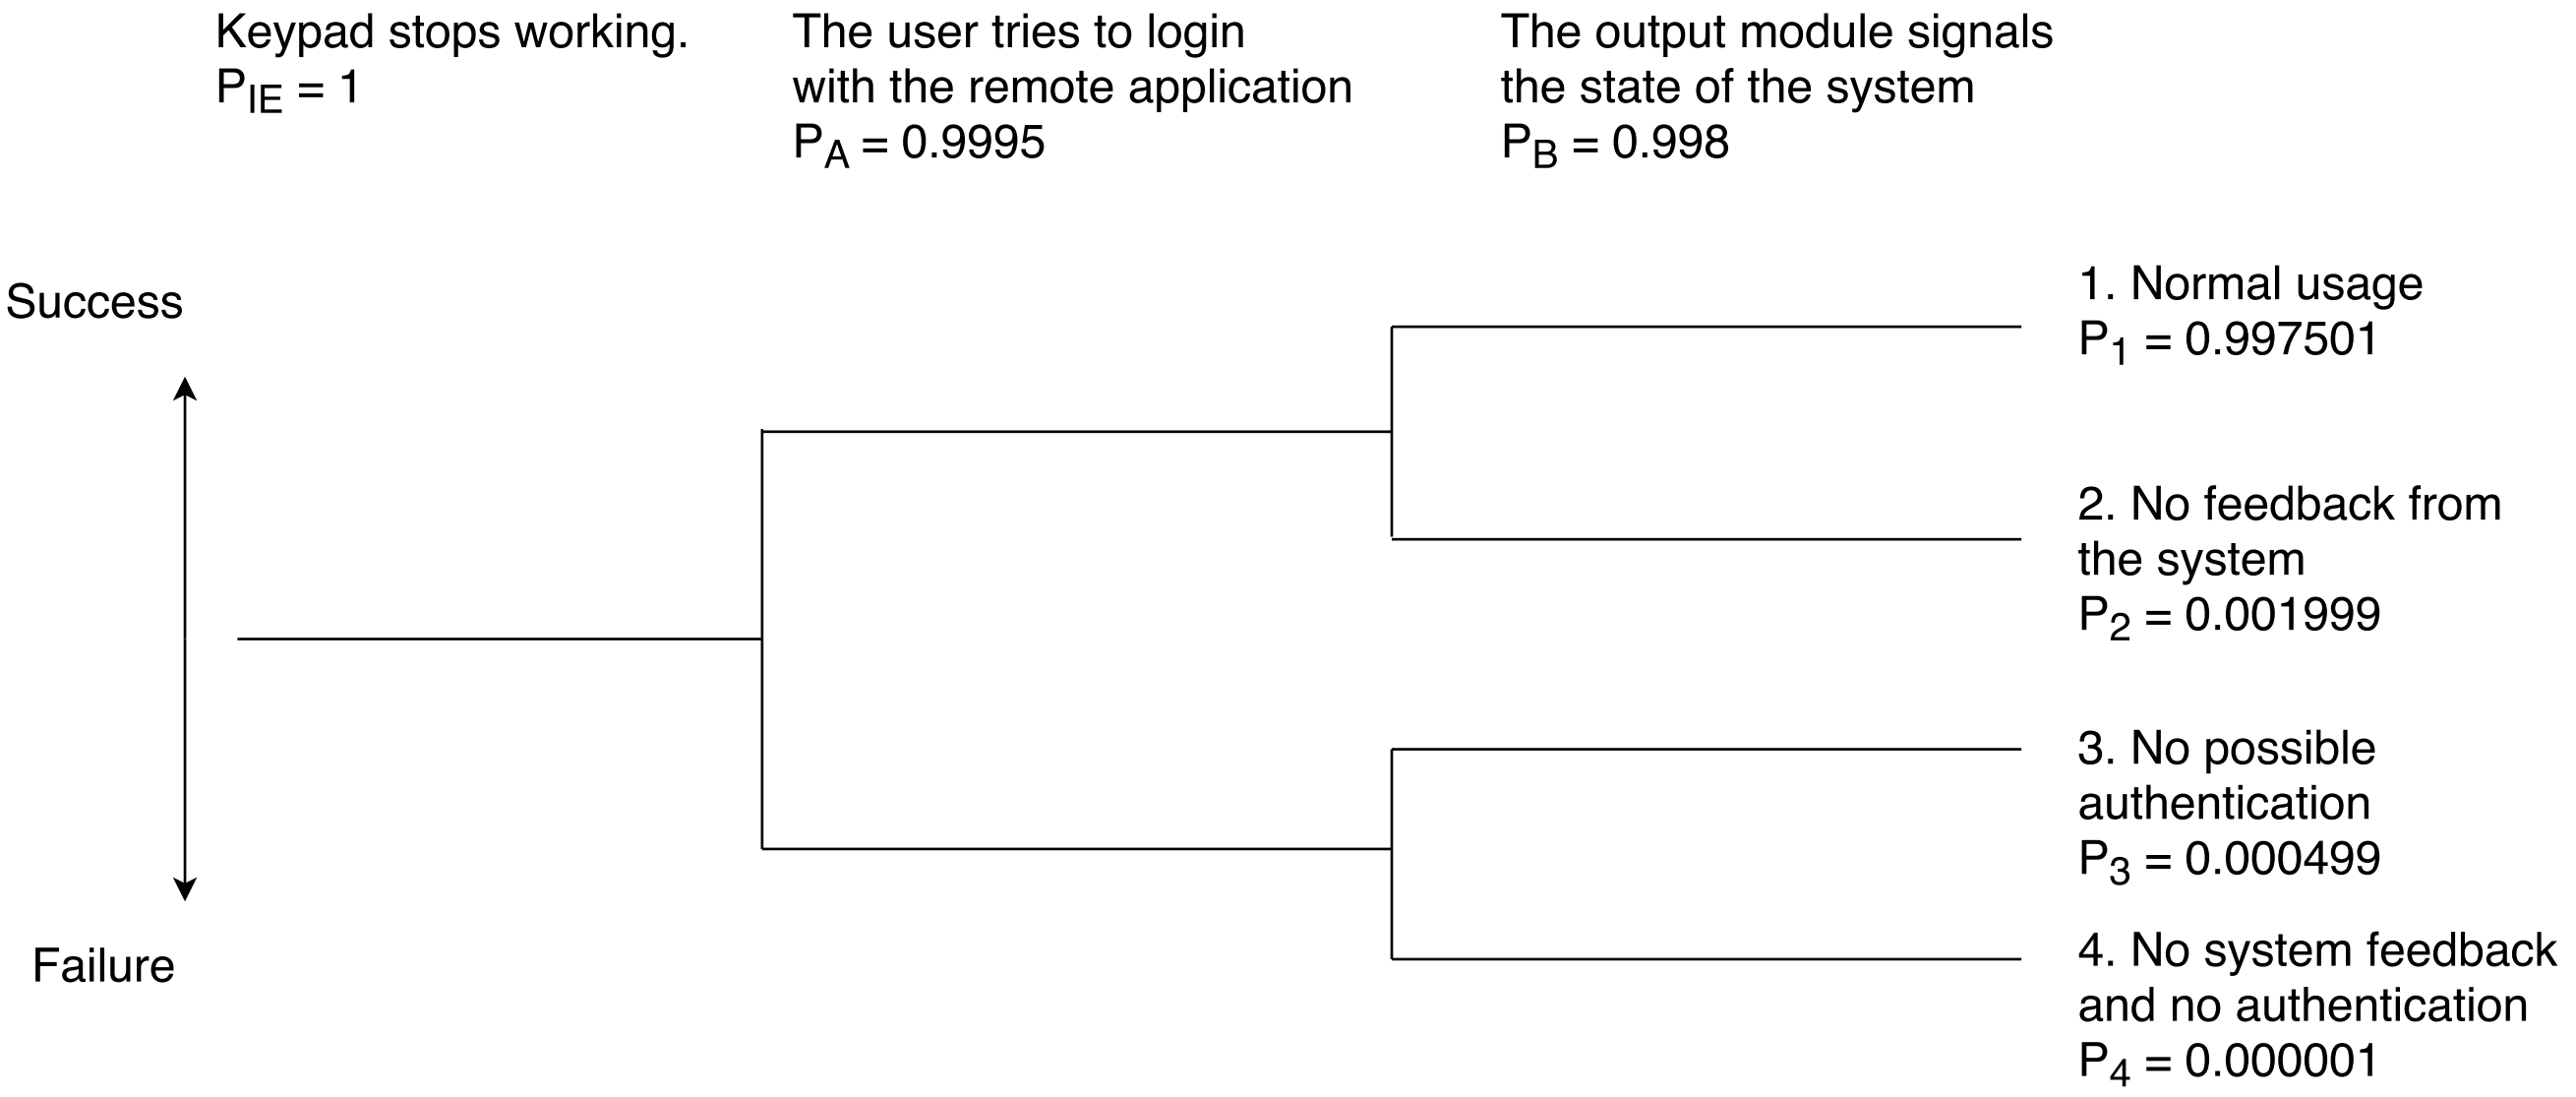 Keypad stops working.
P_IE = 1
The user tries to login
with the remote application
P_A = 0.9995
The output module signals
the state of the system
P_B = 0.998
Success
Failure
1. Normal usage
P_1 = 0.997501
2. No feedback from
the system
P_2 = 0.001999
3. No possible
authentication
P_3 = 0.000499
4. No system feedback
and no authentication
P_4 = 0.000001